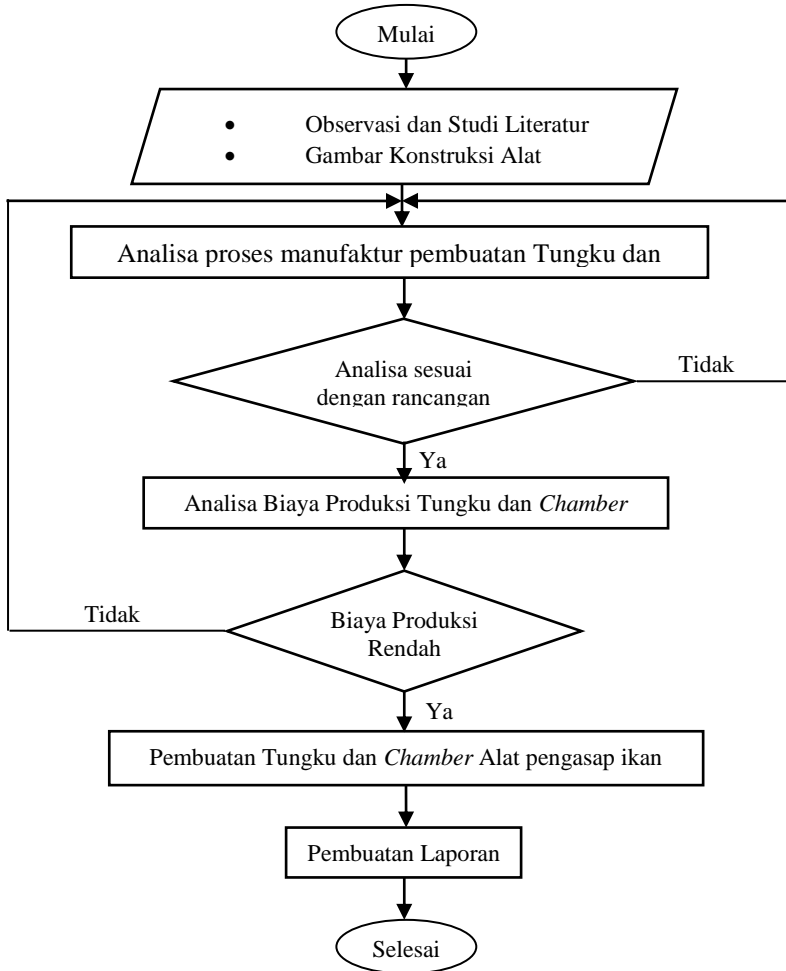 Mulai
• Observasi dan Studi Literatur
• Gambar Konstruksi Alat
Analisa proses manufaktur pembuatan Tungku dan
Analisa sesuai
dengan rancangan
Tidak
Ya
Analisa Biaya Produksi Tungku dan Chamber
Tidak
Biaya Produksi
Rendah
Ya
Pembuatan Tungku dan Chamber Alat pengasap ikan
Pembuatan Laporan
Selesai